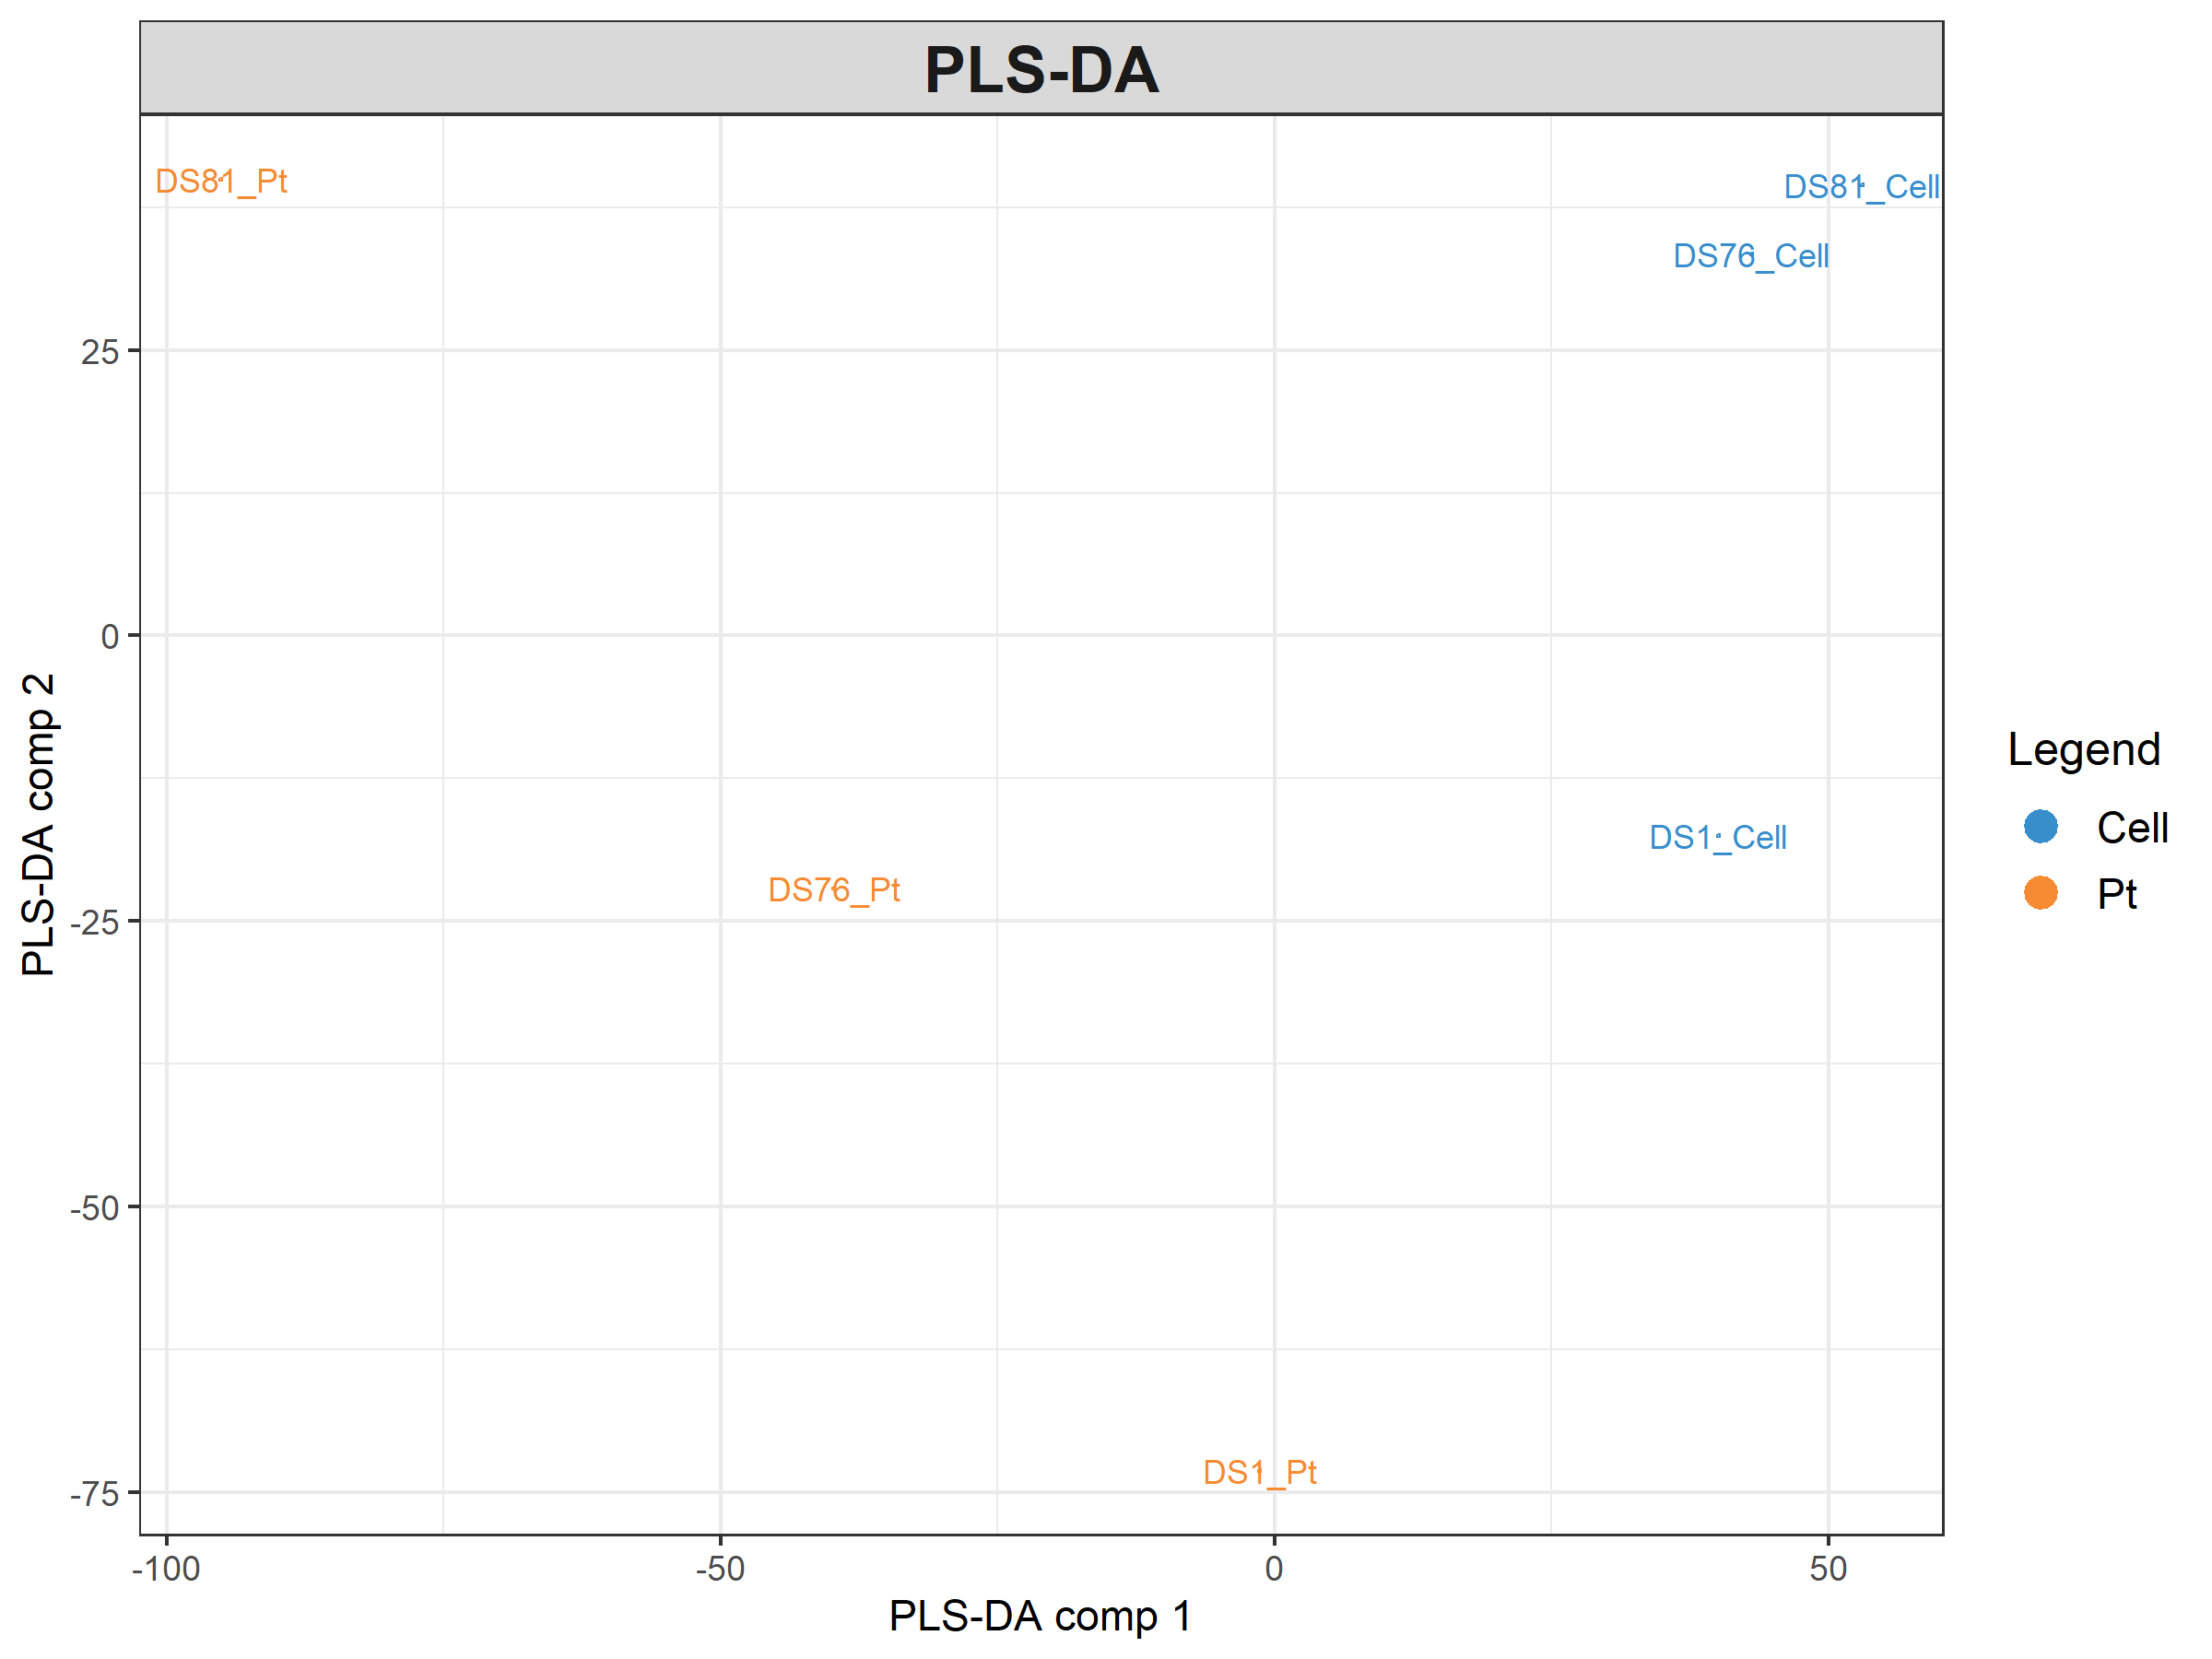 PLS-DA
DS81_Pt
DS81_Cell
DS76_Cell
25
0
DS1_Cell
DS76_Pt
-25
-50
DS1_Pt
-75
-100 -50 0 50
PLS-DA comp 1
PLS-DA comp 2
Legend
Cell
Pt